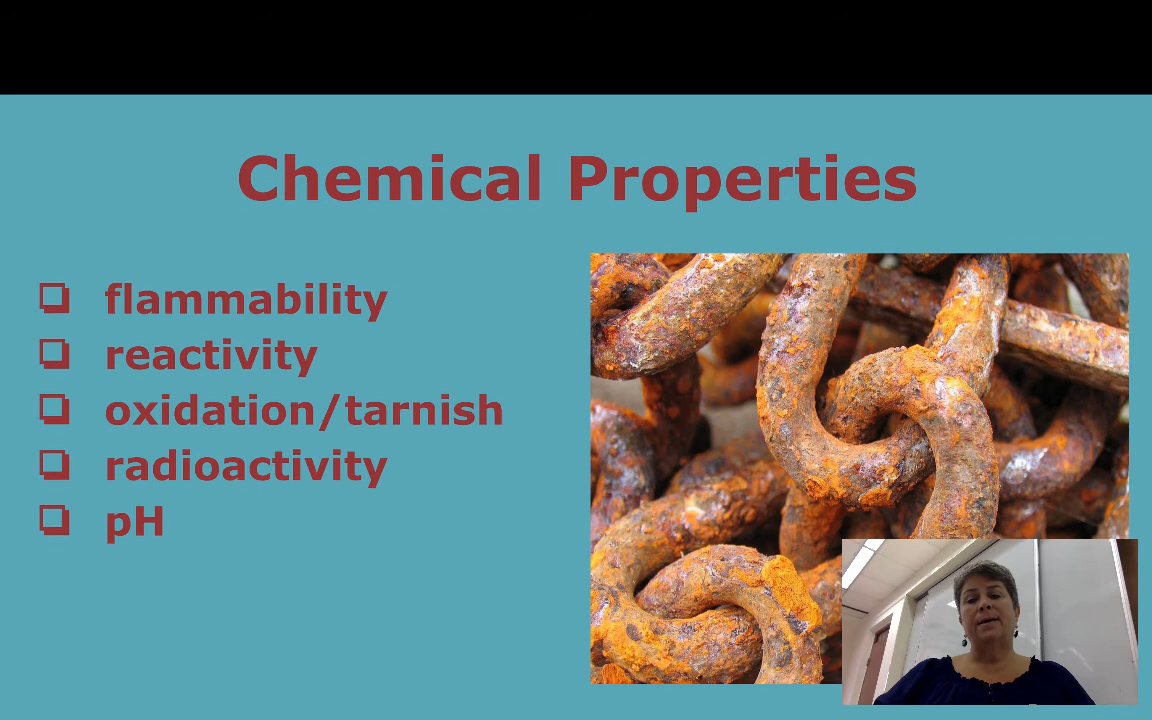 Chemical Properties
flammability
reactivity
oxidation/tarnish
radioactivity
pH